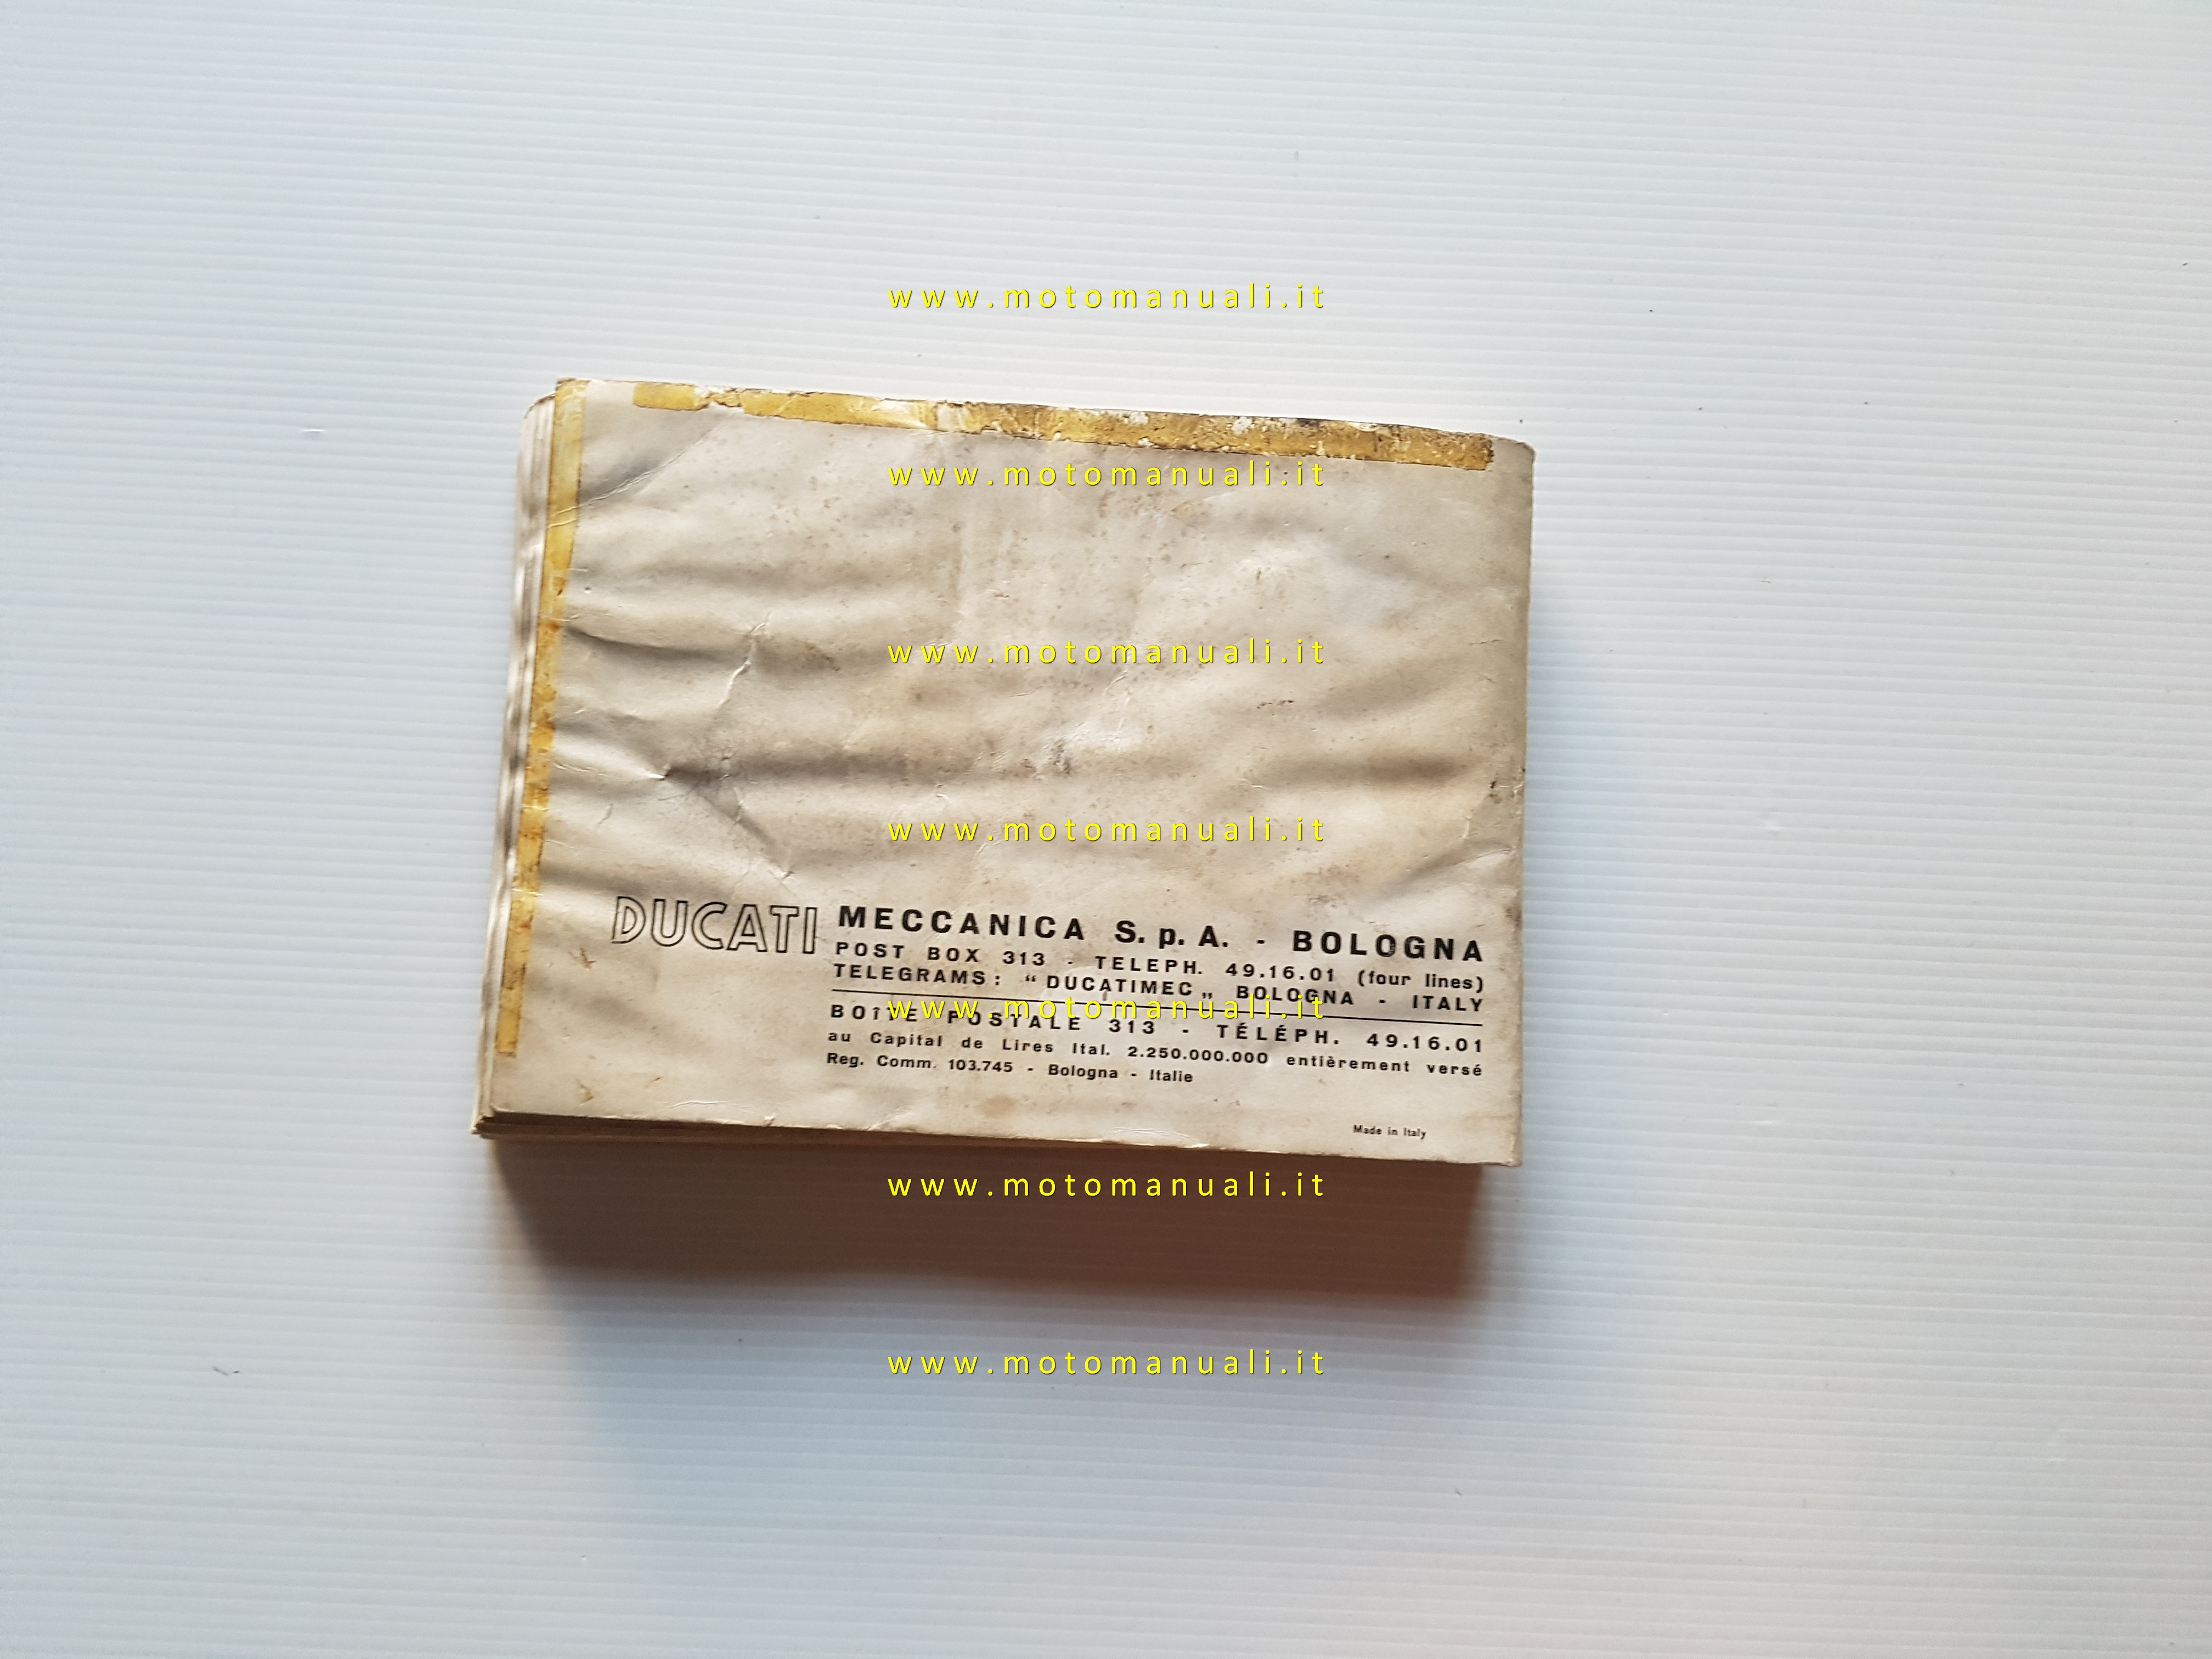 www.motomanuali.it
www.motomanuali.it
www.motomanuali.it
www.motomanuali.it
DUCATI MECCANICA S.p.A. - BOLOGNA
POST BOX 313 - TELEPH. 49.16.01 (four lines)
TELEGRAMS: “DUCATIMEC„ BOLOGNA - ITALY
www.motomanuali.it
BOÎTE POSTALE 313 - TÉLÉPH. 49.16.01
au Capital de Lires Ital. 2.250.000.000 entièrement versé
Reg. Comm. 103.745 - Bologna - Italie
Made in Italy
www.motomanuali.it
www.motomanuali.it